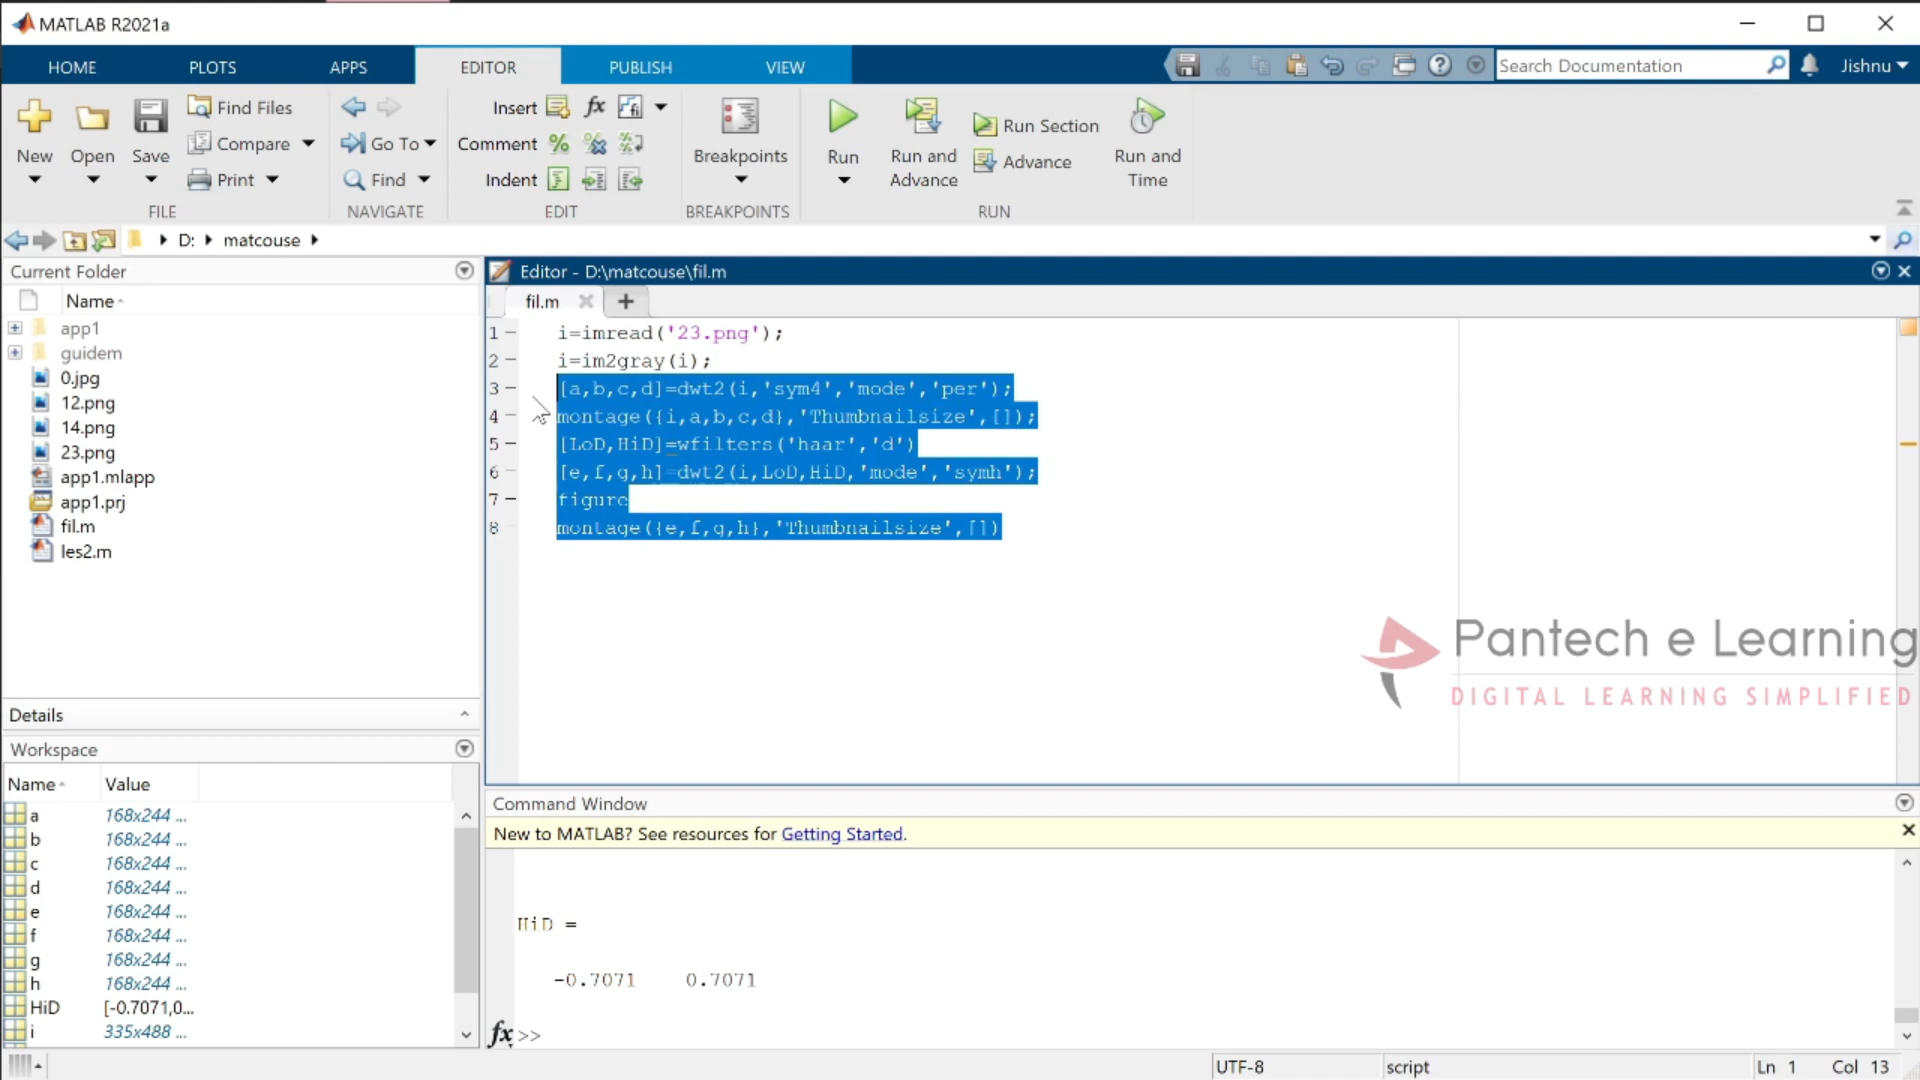 MATLAB R2021a
HOME PLOTS APPS EDITOR PUBLISH VIEW Search Documentation Jishnu
New Open Save Find Files Compare Print
FILE
Go To Find
NAVIGATE
Insert fx fi
Comment % %
Indent
EDIT
Breakpoints
BREAKPOINTS
Run Run and Advance Run Section Advance Run and Time
RUN
D: matcouse
Current Folder
Name
app1
guidem
0.jpg
12.png
14.png
23.png
app1.mlapp
app1.prj
fil.m
les2.m
Details
Workspace
Name Value
a 168x244 ...
b 168x244 ...
c 168x244 ...
d 168x244 ...
e 168x244 ...
f 168x244 ...
g 168x244 ...
h 168x244 ...
HiD [-0.7071,0...
i 335x488 ...
Editor - D:\matcouse\fil.m
fil.m
1 i=imread('23.png');
2 i=im2gray(i);
3 [a,b,c,d]=dwt2(i,'sym4','mode','per');
4 montage({i,a,b,c,d},'Thumbnailsize',[]);
5 [LoD,HiD]=wfilters('haar','d')
6 [e,f,g,h]=dwt2(i,LoD,HiD,'mode','symh');
7 figure
8 montage({e,f,g,h},'Thumbnailsize',[])
Pantech e Learning
DIGITAL LEARNING SIMPLIFIED
Command Window
New to MATLAB? See resources for Getting Started.
HiD =
-0.7071 0.7071
fx >>
UTF-8 script Ln 1 Col 13